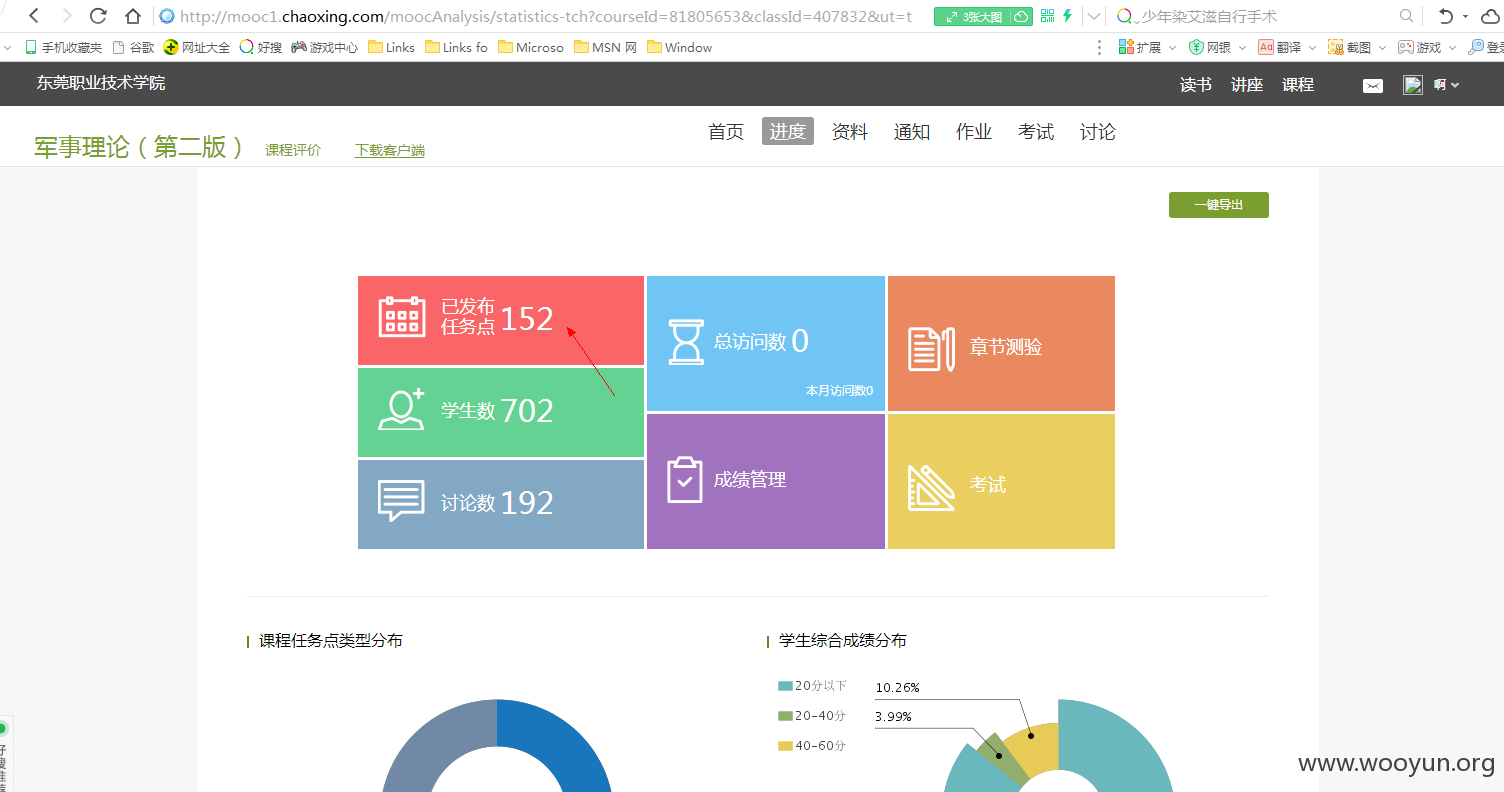 http://mooc1.chaoxing.com/moocAnalysis/statistics-tch?courseId=81805653&classId=407832&ut=t
3张大图
少年染艾滋自行手术
手机收藏夹 谷歌 网址大全 好搜 游戏中心 Links Links fo Microso MSN 网 Window
扩展 网银 Aa 翻译 截图 游戏 登录
东莞职业技术学院
读书 讲座 课程 啊
军事理论（第二版） 课程评价 下载客户端
首页 进度 资料 通知 作业 考试 讨论
一键导出
已发布
任务点 152
学生数 702
讨论数 192
总访问数 0
本月访问数0
成绩管理
章节测验
考试
课程任务点类型分布
学生综合成绩分布
20分以下
20-40分
40-60分
10.26%
3.99%
好搜推荐
www.wooyun.org